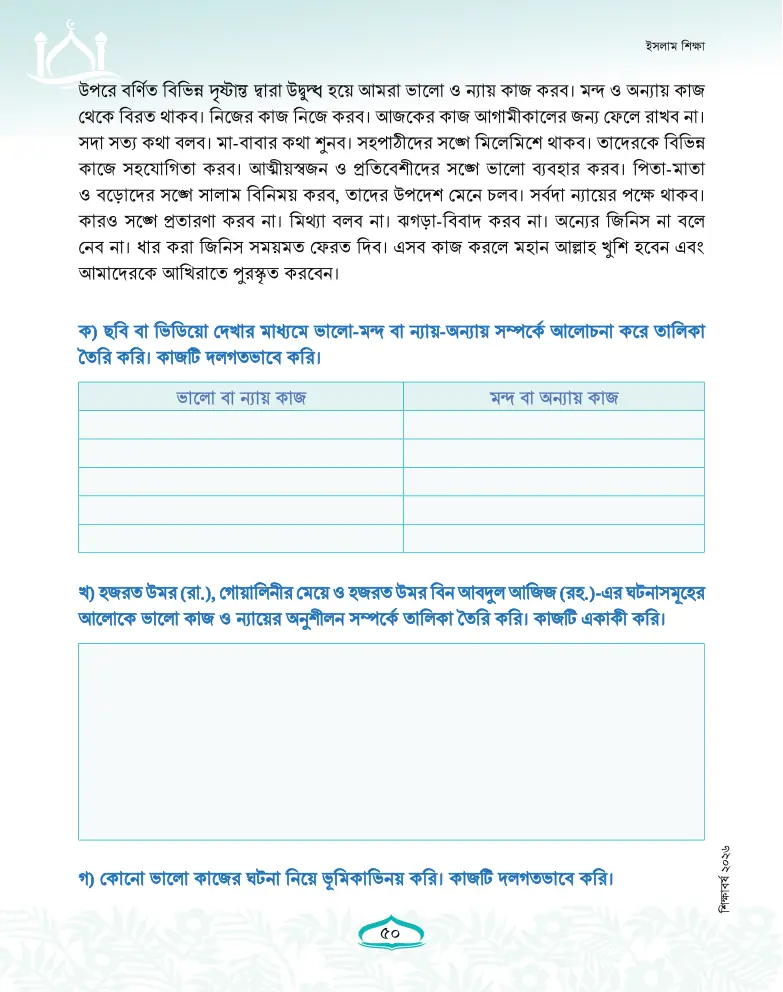 ইসলাম শিক্ষা
উপরে বর্ণিত বিভিন্ন দৃষ্টান্ত দ্বারা উদ্বুদ্ধ হয়ে আমরা ভালো ও ন্যায় কাজ করব। মন্দ ও অন্যায় কাজ
থেকে বিরত থাকব। নিজের কাজ নিজে করব। আজকের কাজ আগামীকালের জন্য ফেলে রাখব না।
সদা সত্য কথা বলব। মা-বাবার কথা শুনব। সহপাঠীদের সঙ্গে মিলেমিশে থাকব। তাদেরকে বিভিন্ন
কাজে সহযোগিতা করব। আত্মীয়স্বজন ও প্রতিবেশীদের সঙ্গে ভালো ব্যবহার করব। পিতা-মাতা
ও বড়োদের সঙ্গে সালাম বিনিময় করব, তাদের উপদেশ মেনে চলব। সর্বদা ন্যায়ের পক্ষে থাকব।
কারও সঙ্গে প্রতারণা করব না। মিথ্যা বলব না। ঝগড়া-বিবাদ করব না। অন্যের জিনিস না বলে
নেব না। ধার করা জিনিস সময়মত ফেরত দিব। এসব কাজ করলে মহান আল্লাহ খুশি হবেন এবং
আমাদেরকে আখিরাতে পুরস্কৃত করবেন।
ক) ছবি বা ভিডিয়ো দেখার মাধ্যমে ভালো-মন্দ বা ন্যায়-অন্যায় সম্পর্কে আলোচনা করে তালিকা
তৈরি করি। কাজটি দলগতভাবে করি।
ভালো বা ন্যায় কাজ
মন্দ বা অন্যায় কাজ
খ) হজরত উমর (রা.), গোয়ালিনীর মেয়ে ও হজরত উমর বিন আবদুল আজিজ (রহ.)-এর ঘটনাসমূহের
আলোকে ভালো কাজ ও ন্যায়ের অনুশীলন সম্পর্কে তালিকা তৈরি করি। কাজটি একাকী করি।
গ) কোনো ভালো কাজের ঘটনা নিয়ে ভূমিকাভিনয় করি। কাজটি দলগতভাবে করি।
শিক্ষাবর্ষ ২০২৬
৫০